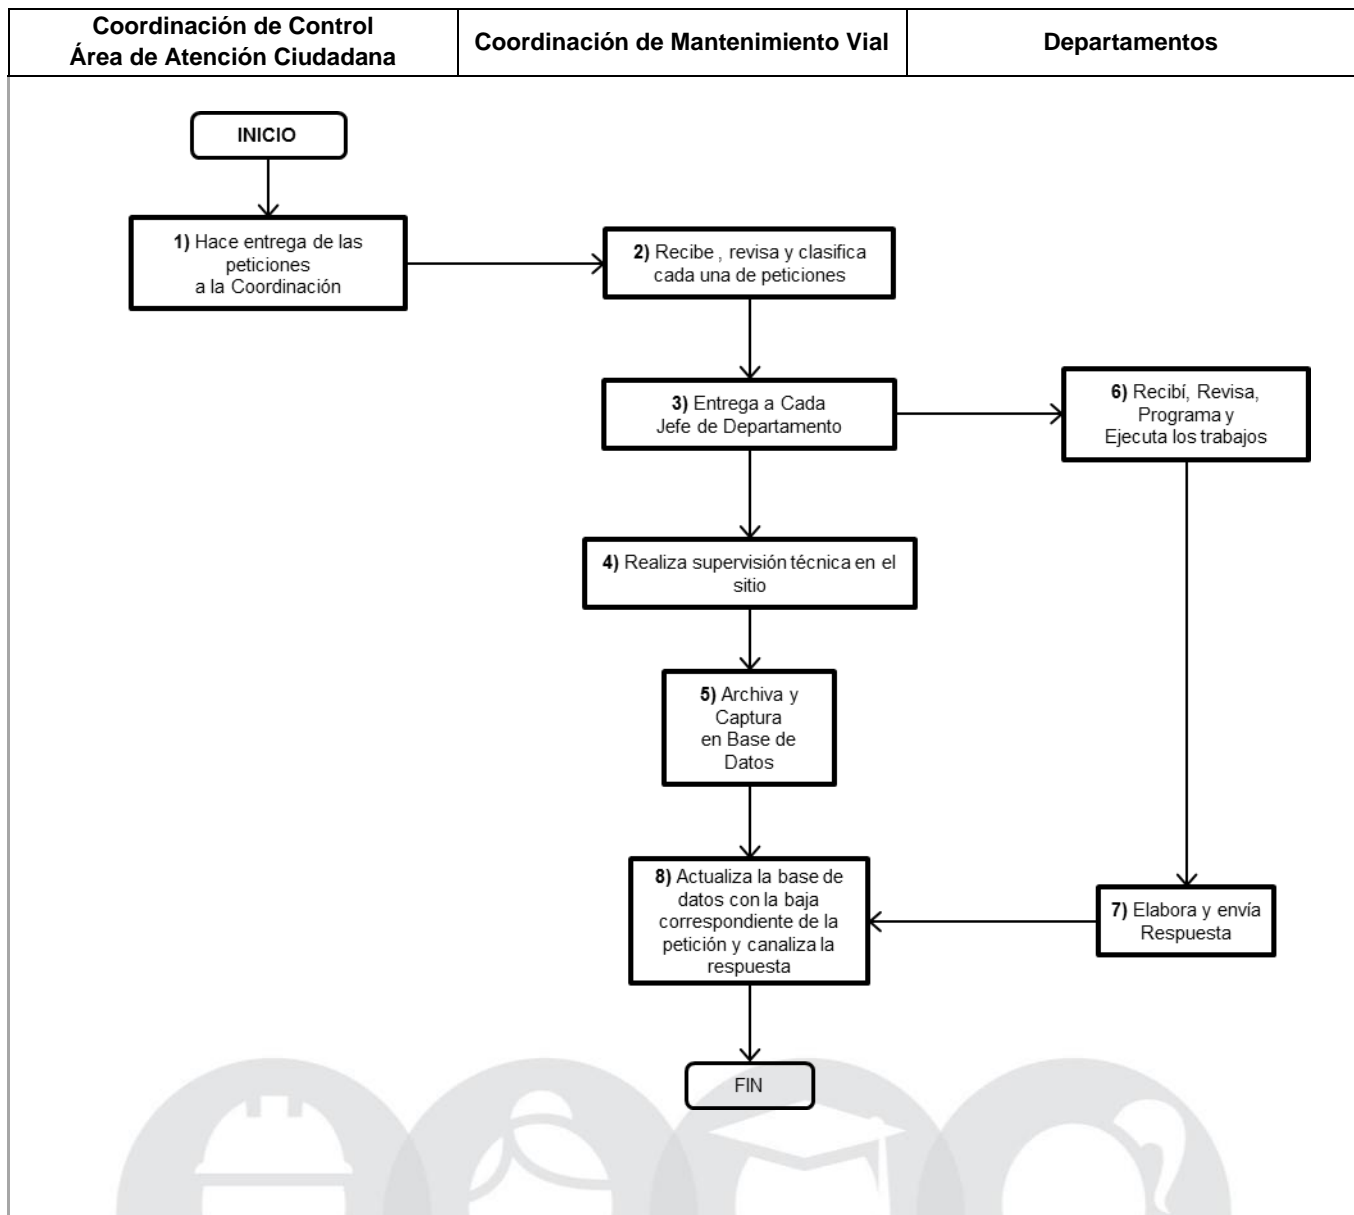 Coordinación de Control
Área de Atención Ciudadana
Coordinación de Mantenimiento Vial
Departamentos
INICIO
1) Hace entrega de las
peticiones
a la Coordinación
2) Recibe , revisa y clasifica
cada una de peticiones
3) Entrega a Cada
Jefe de Departamento
6) Recibí, Revisa,
Programa y
Ejecuta los trabajos
4) Realiza supervisión técnica en el
sitio
5) Archiva y
Captura
en Base de
Datos
8) Actualiza la base de
datos con la baja
correspondiente de la
petición y canaliza la
respuesta
7) Elabora y envía
Respuesta
FIN